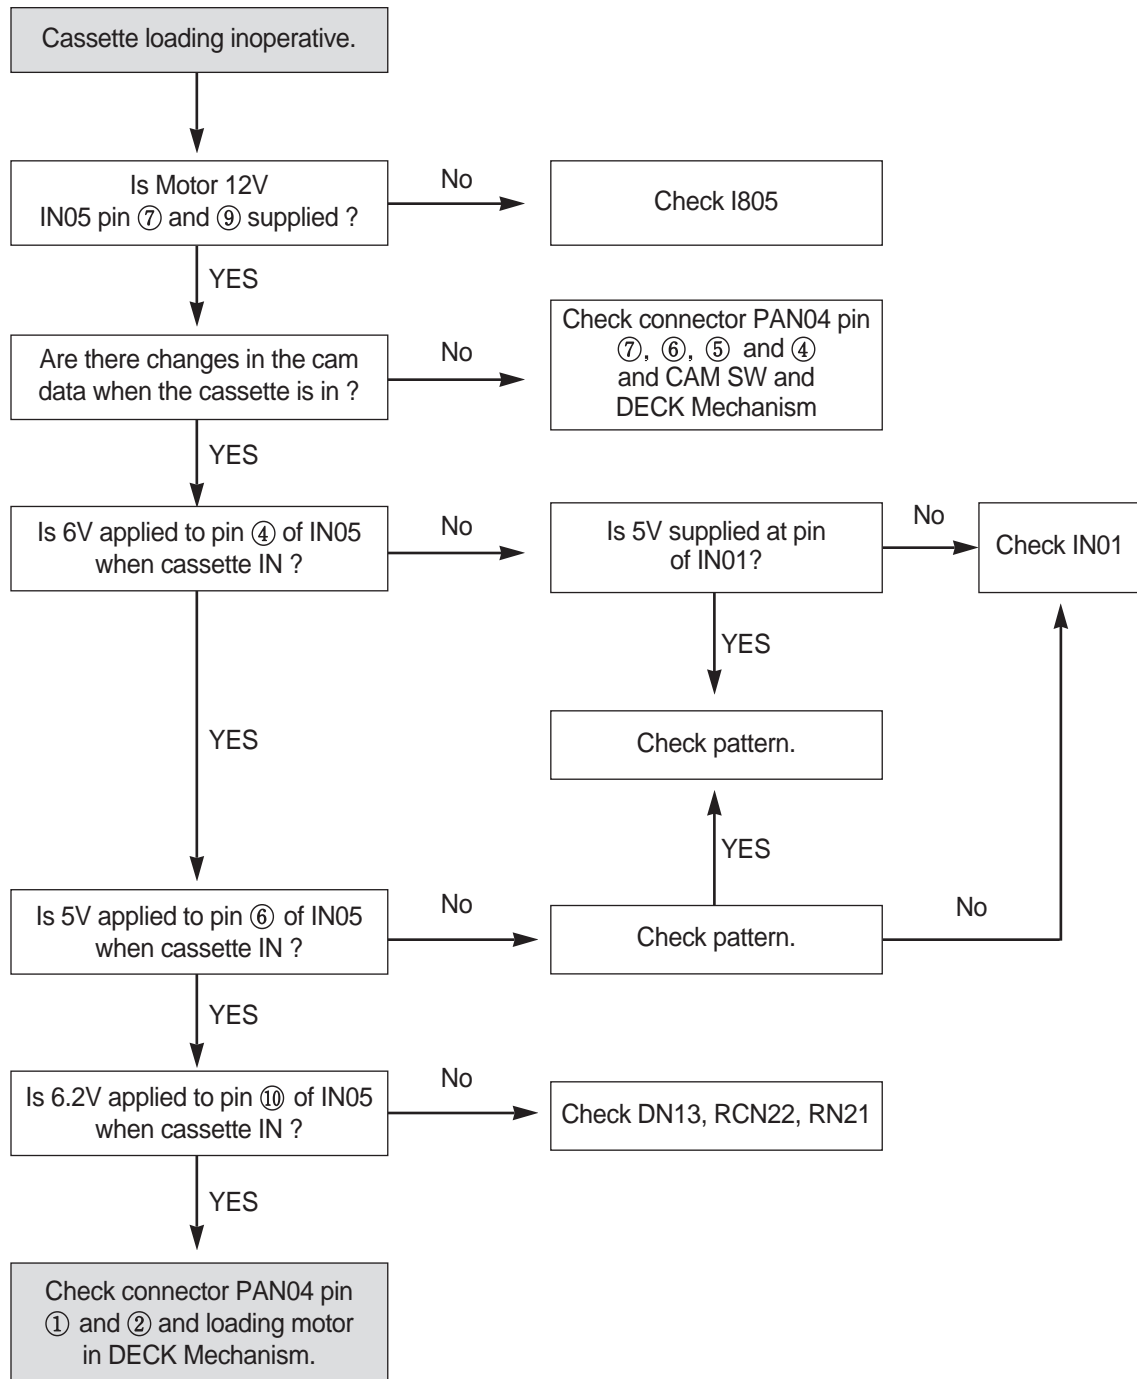 Cassette loading inoperative.
Is Motor 12V
IN05 pin ⑦ and ⑨ supplied ?
No
Check I805
YES
Are there changes in the cam
data when the cassette is in ?
No
Check connector PAN04 pin
⑦, ⑥, ⑤ and ④
and CAM SW and
DECK Mechanism
YES
Is 6V applied to pin ④ of IN05
when cassette IN ?
No
Is 5V supplied at pin
of IN01?
No
Check IN01
YES
Check pattern.
YES
YES
Is 5V applied to pin ⑥ of IN05
when cassette IN ?
No
Check pattern.
No
YES
Is 6.2V applied to pin ⑩ of IN05
when cassette IN ?
No
Check DN13, RCN22, RN21
YES
Check connector PAN04 pin
① and ② and loading motor
in DECK Mechanism.